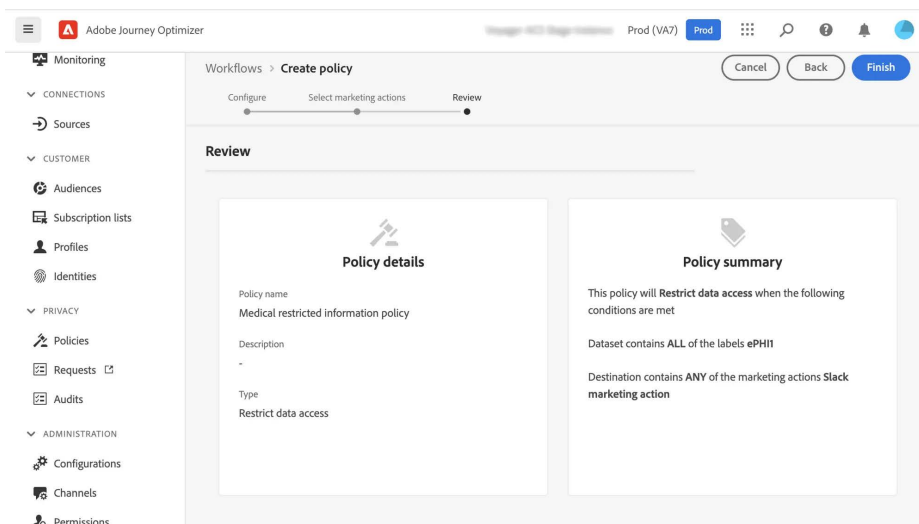 Adobe Journey Optimizer
Prod (VA7)
Prod
Monitoring
CONNECTIONS
Sources
CUSTOMER
Audiences
Subscription lists
Profiles
Identities
PRIVACY
Policies
Requests
Audits
ADMINISTRATION
Configurations
Channels
Permissions
Workflows > Create policy
Cancel
Back
Finish
Configure
Select marketing actions
Review
Review
Policy details
Policy name
Medical restricted information policy
Description
-
Type
Restrict data access
Policy summary
This policy will Restrict data access when the following
conditions are met
Dataset contains ALL of the labels ePHI1
Destination contains ANY of the marketing actions Slack
marketing action